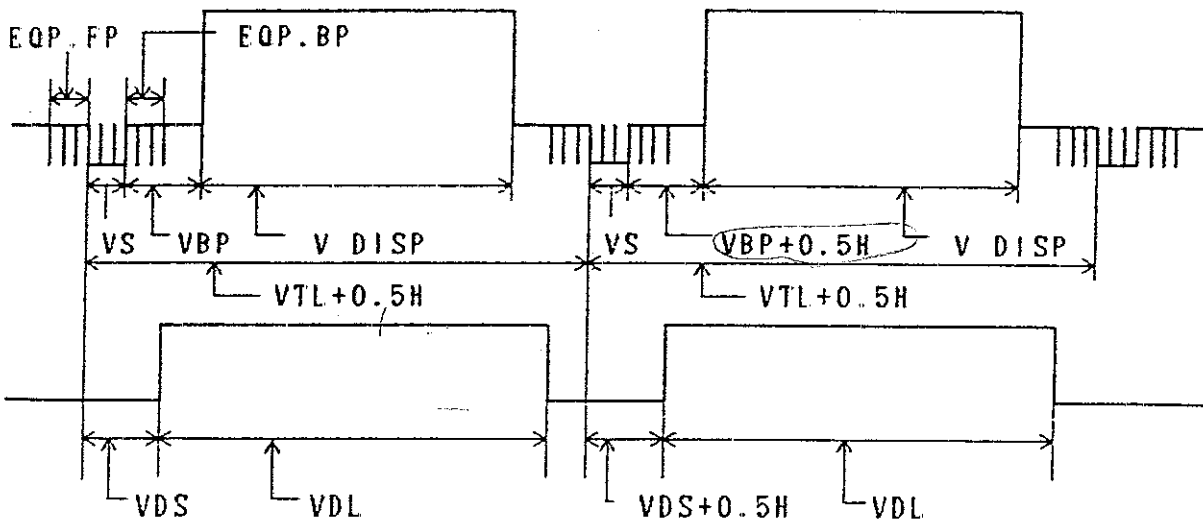 EQP.FP
EQP.BP
VS
VBP
V DISP
VS
VBP+0.5H
V DISP
VTL+0.5H
VTL+0.5H
VDS
VDL
VDS+0.5H
VDL